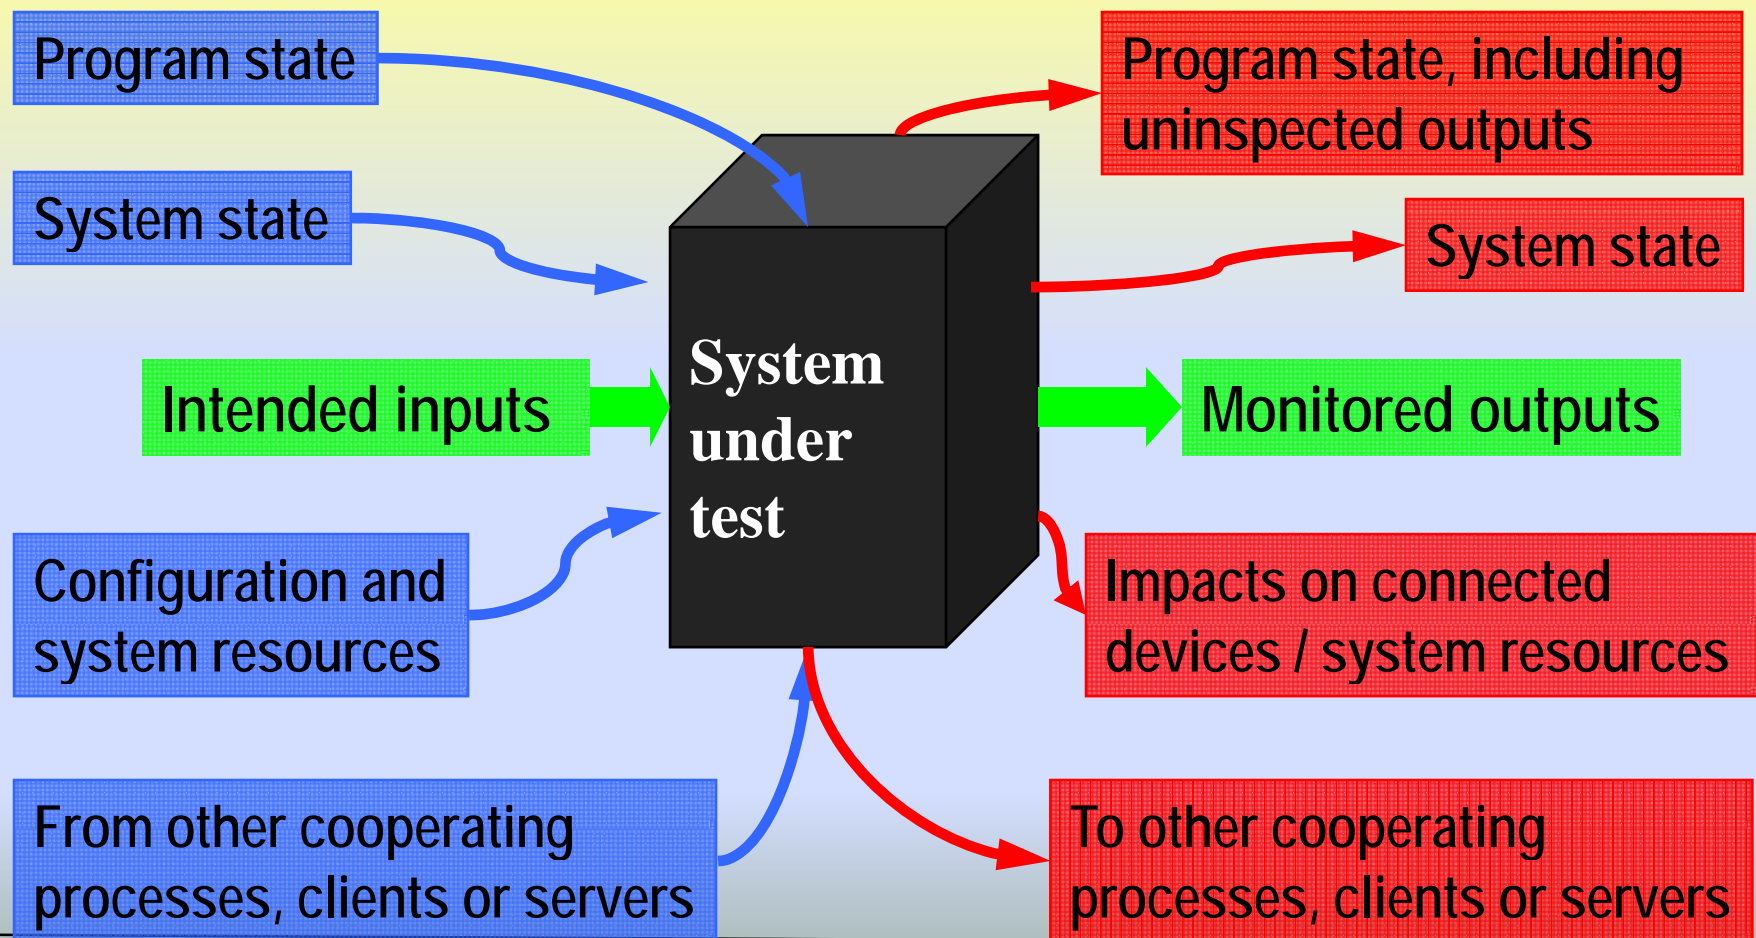 Program state
Program state, including
uninspected outputs
System state
System state
System
under
test
Intended inputs
Monitored outputs
Configuration and
system resources
Impacts on connected
devices / system resources
From other cooperating
processes, clients or servers
To other cooperating
processes, clients or servers